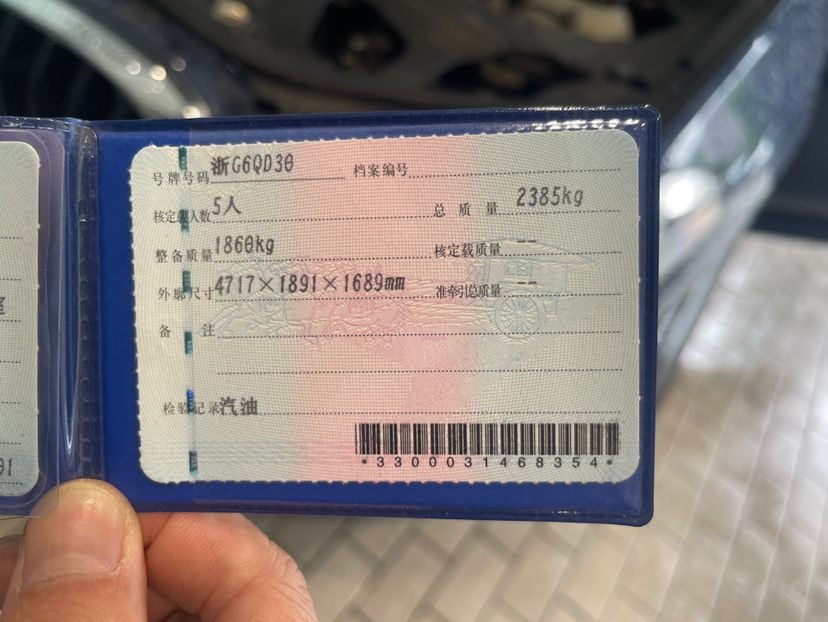 号牌号码 浙G6QD30 档案编号
核定载人数 5人 总质量 2385kg
整备质量 1860kg 核定载质量 --
外廓尺寸 4717×1891×1689mm 准牵引总质量 --
备注
检验记录 汽油
*3300031468354*
91